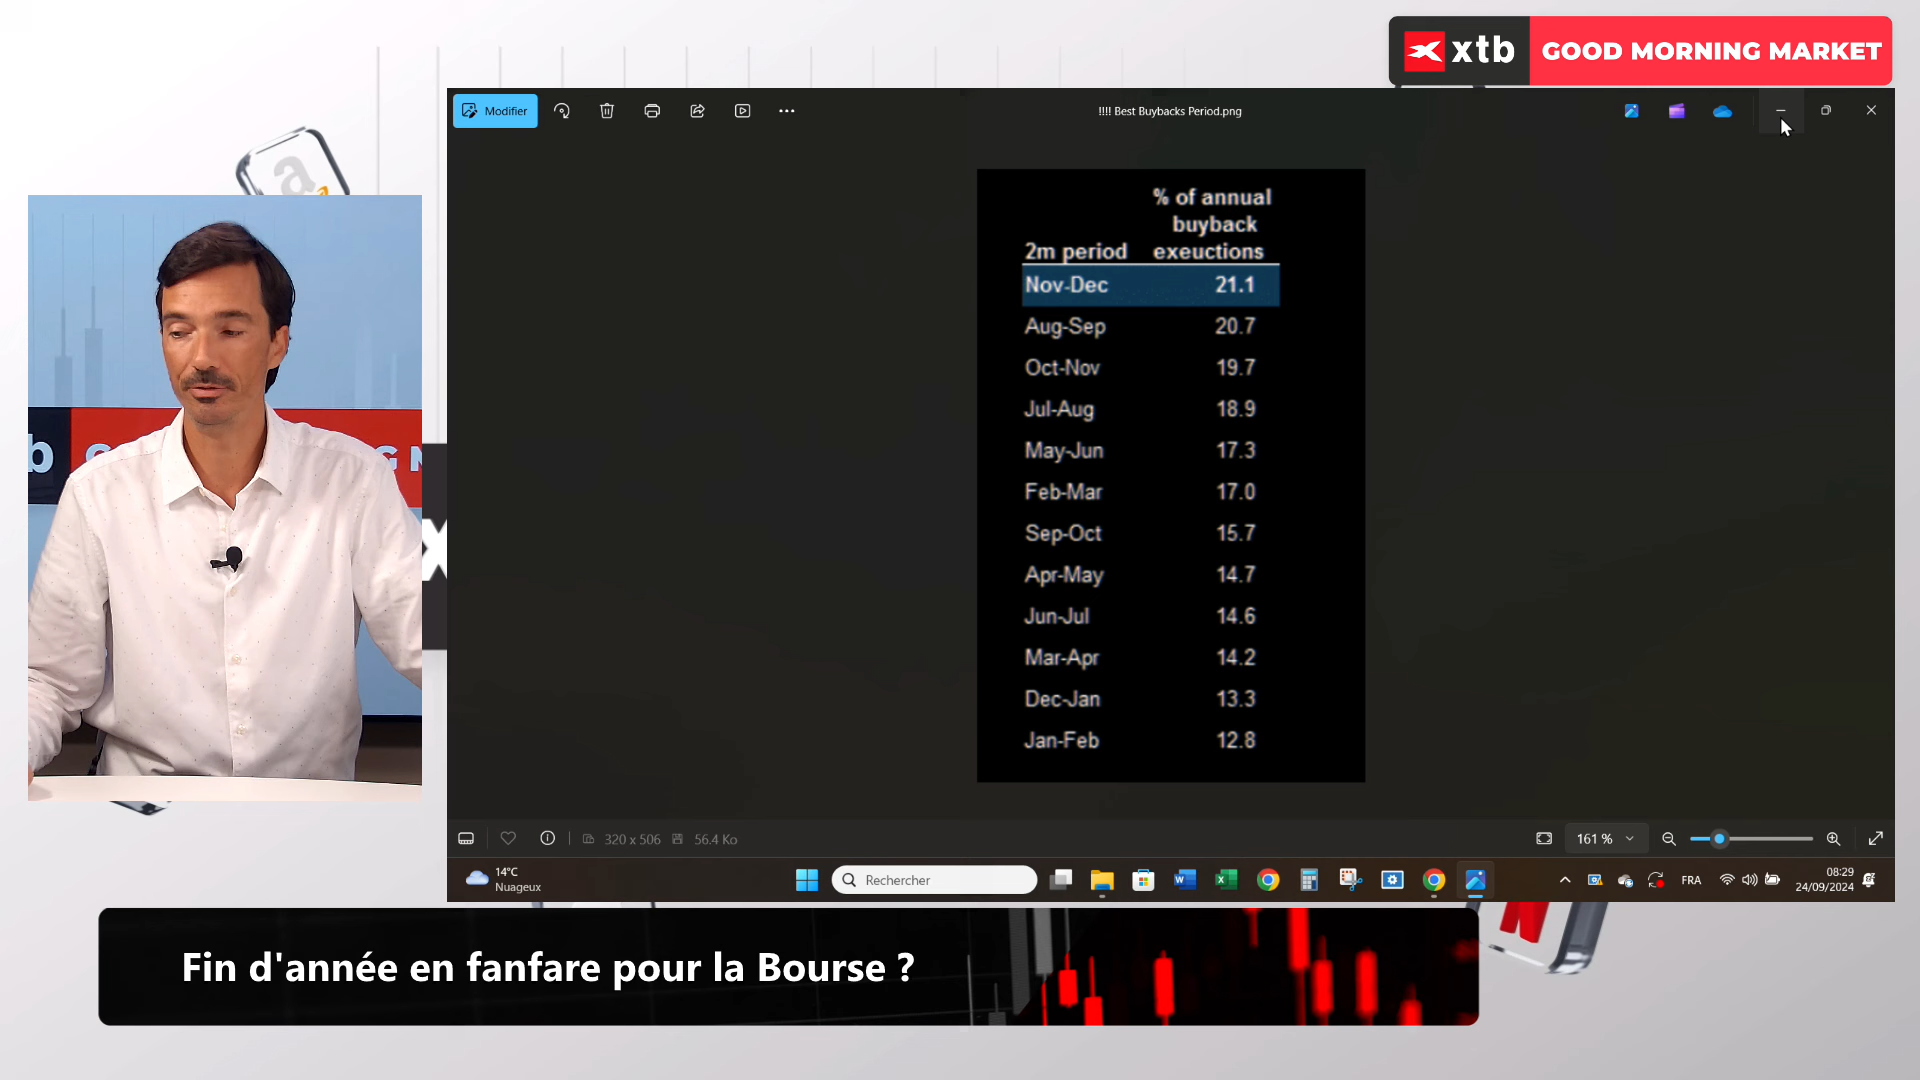 xtb GOOD MORNING MARKET
Modifier
!!!! Best Buybacks Period.png
% of annual
buyback
2m period exeuctions
Nov-Dec 21.1
Aug-Sep 20.7
Oct-Nov 19.7
Jul-Aug 18.9
May-Jun 17.3
Feb-Mar 17.0
Sep-Oct 15.7
Apr-May 14.7
Jun-Jul 14.6
Mar-Apr 14.2
Dec-Jan 13.3
Jan-Feb 12.8
320 x 506 56.4 Ko
161 %
14°C
Nuageux
Rechercher
FRA
08:29
24/09/2024
Fin d'année en fanfare pour la Bourse ?